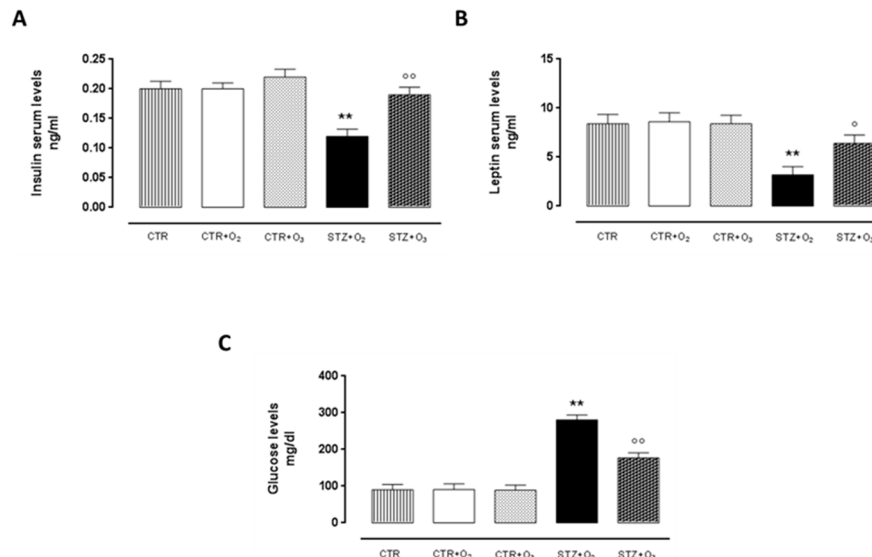 A
Insulin serum levels
ng/ml
0.25
0.20
0.15
0.10
0.05
0.00
**
°°
CTR CTR+O₂ CTR+O₃ STZ+O₂ STZ+O₃
B
Leptin serum levels
ng/ml
15
10
5
0
**
°
CTR CTR+O₂ CTR+O₃ STZ+O₂
C
Glucose levels
mg/dl
400
300
200
100
0
**
°°
CTR